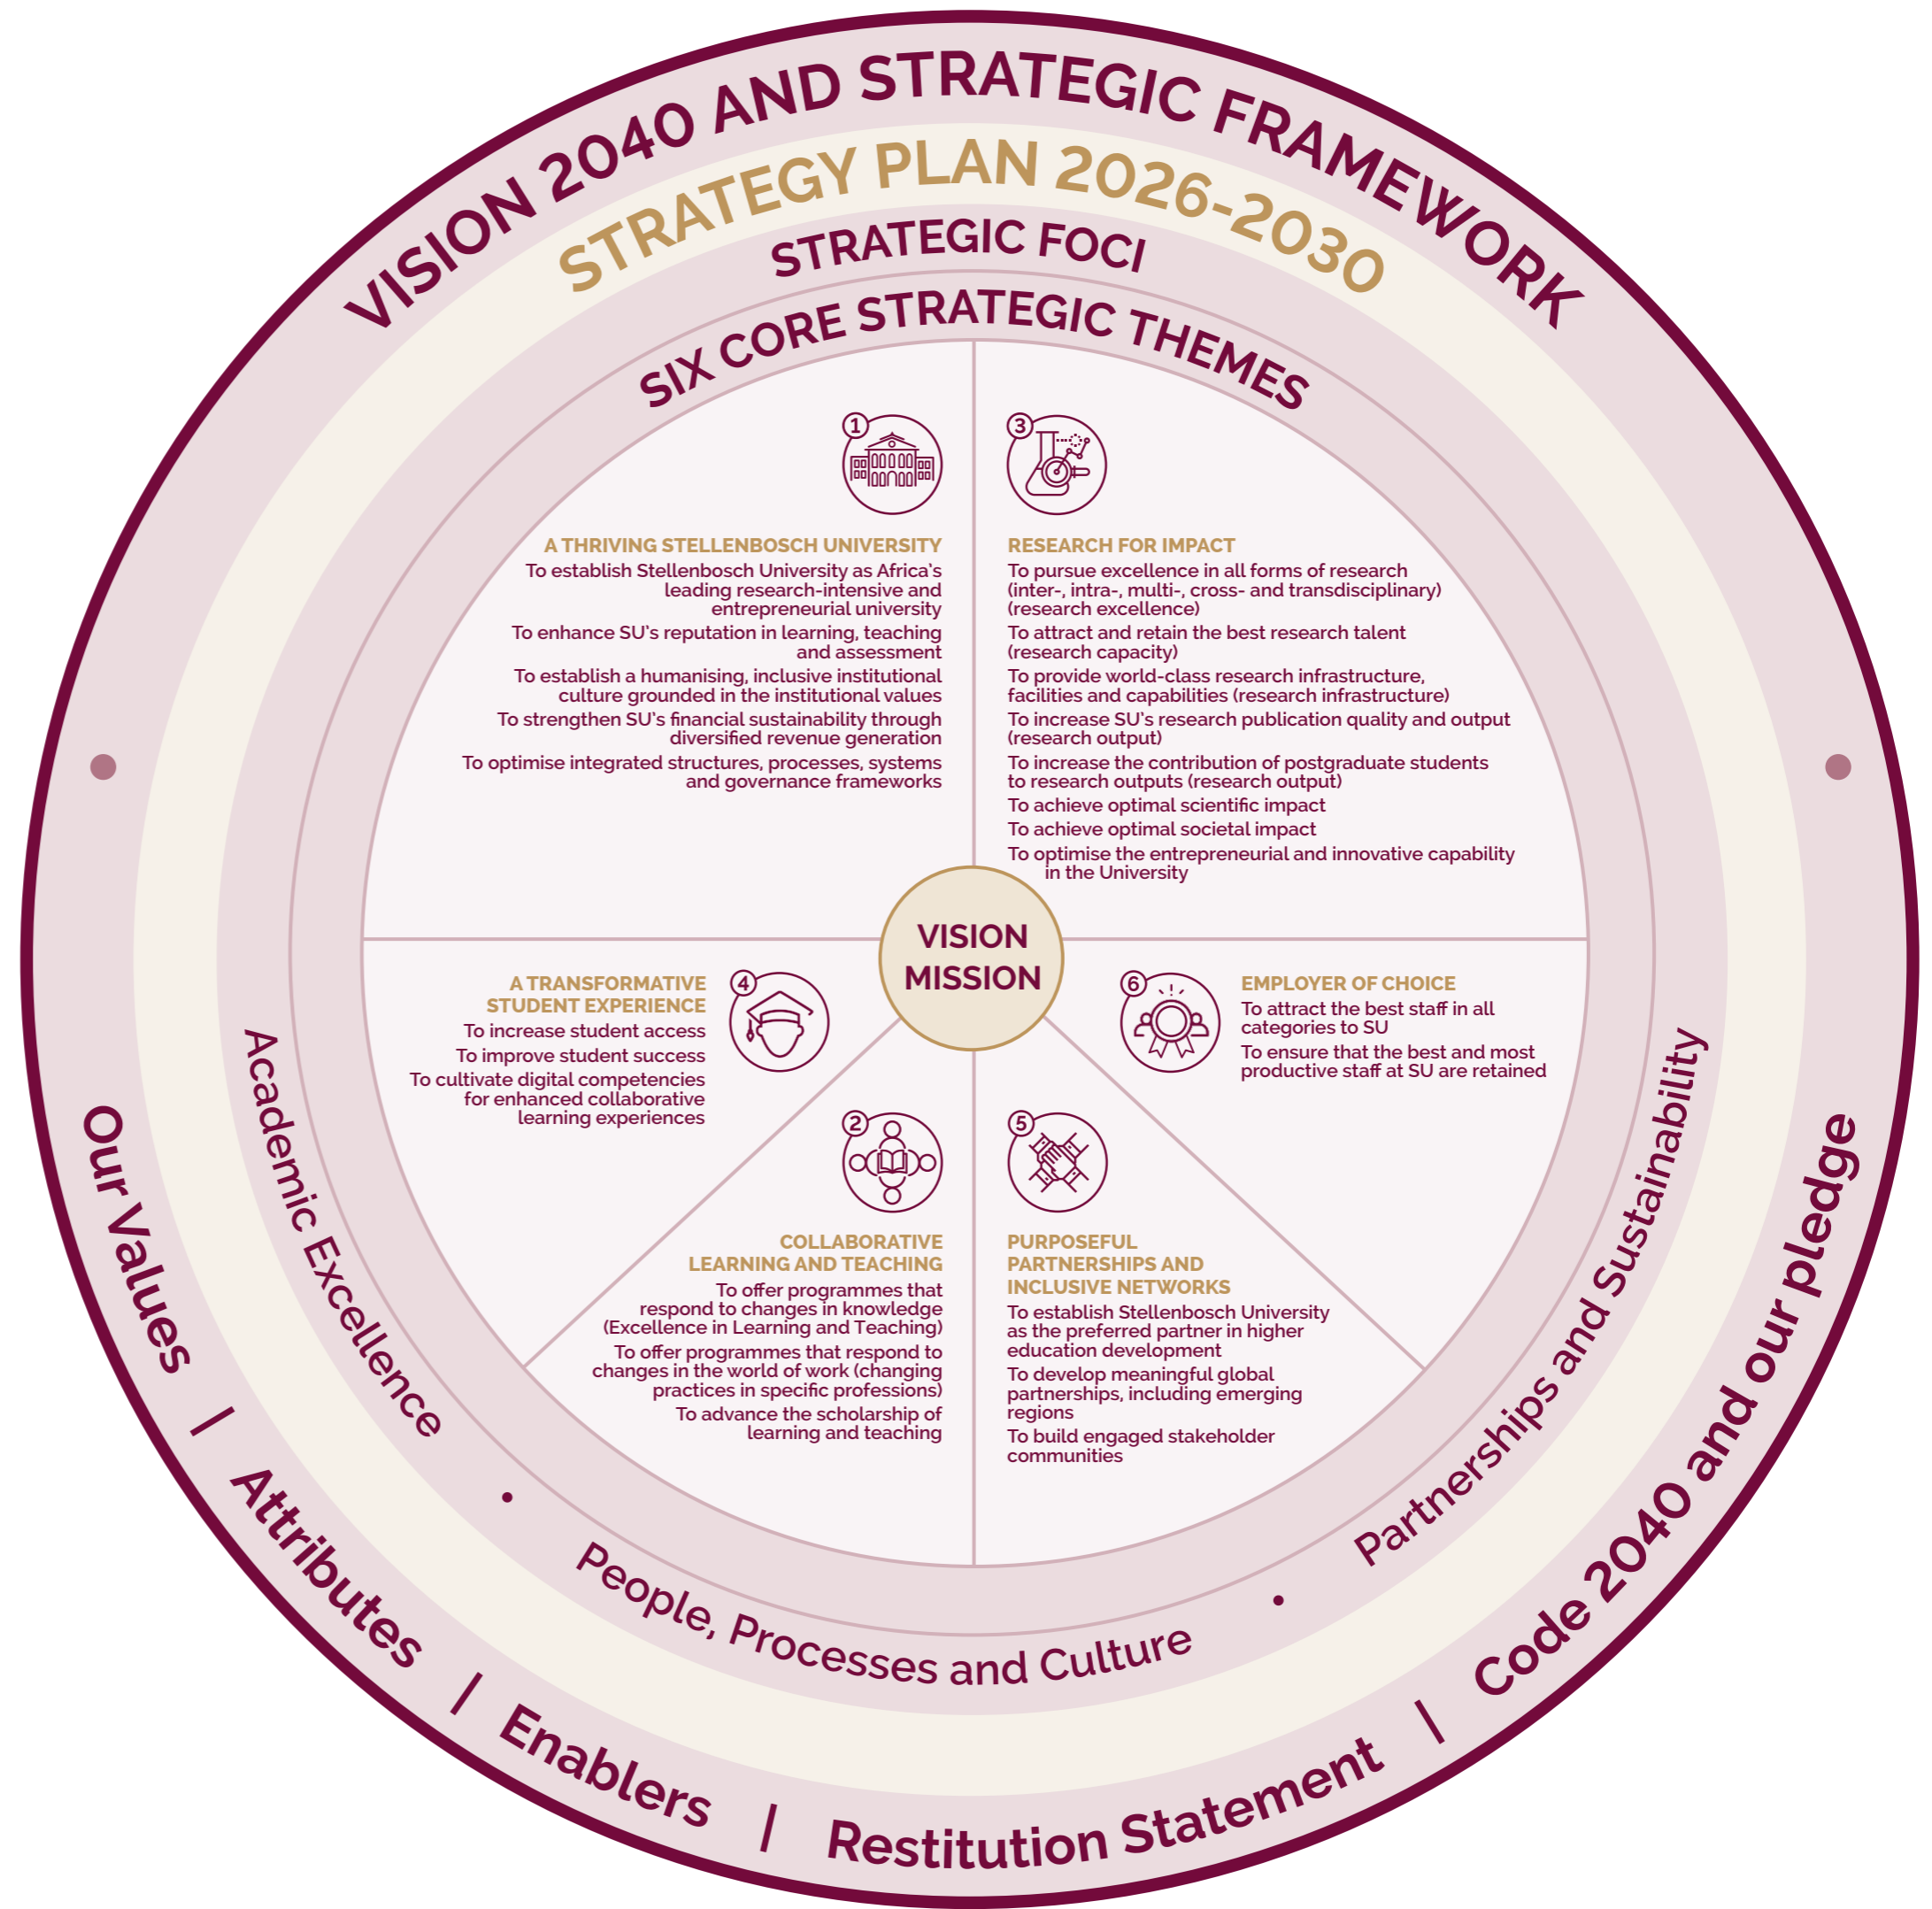 VISION 2040 AND STRATEGIC FRAMEWORK
STRATEGY PLAN 2026-2030
STRATEGIC FOCI
SIX CORE STRATEGIC THEMES
1
A THRIVING STELLENBOSCH UNIVERSITY
To establish Stellenbosch University as Africa's
leading research-intensive and
entrepreneurial university
To enhance SU's reputation in learning, teaching
and assessment
To establish a humanising, inclusive institutional
culture grounded in the institutional values
To strengthen SU's financial sustainability through
diversified revenue generation
To optimise integrated structures, processes, systems
and governance frameworks
3
RESEARCH FOR IMPACT
To pursue excellence in all forms of research
(inter-, intra-, multi-, cross- and transdisciplinary)
(research excellence)
To attract and retain the best research talent
(research capacity)
To provide world-class research infrastructure,
facilities and capabilities (research infrastructure)
To increase SU's research publication quality and output
(research output)
To increase the contribution of postgraduate students
to research outputs (research output)
To achieve optimal scientific impact
To achieve optimal societal impact
To optimise the entrepreneurial and innovative capability
in the University
VISION
MISSION
4
A TRANSFORMATIVE
STUDENT EXPERIENCE
To increase student access
To improve student success
To cultivate digital competencies
for enhanced collaborative
learning experiences
6
EMPLOYER OF CHOICE
To attract the best staff in all
categories to SU
To ensure that the best and most
productive staff at SU are retained
2
COLLABORATIVE
LEARNING AND TEACHING
To offer programmes that
respond to changes in knowledge
(Excellence in Learning and Teaching)
To offer programmes that respond to
changes in the world of work (changing
practices in specific professions)
To advance the scholarship of
learning and teaching
5
PURPOSEFUL
PARTNERSHIPS AND
INCLUSIVE NETWORKS
To establish Stellenbosch University
as the preferred partner in higher
education development
To develop meaningful global
partnerships, including emerging
regions
To build engaged stakeholder
communities
Academic Excellence • People, Processes and Culture • Partnerships and Sustainability
Our Values | Attributes | Enablers | Restitution Statement | Code 2040 and our pledge